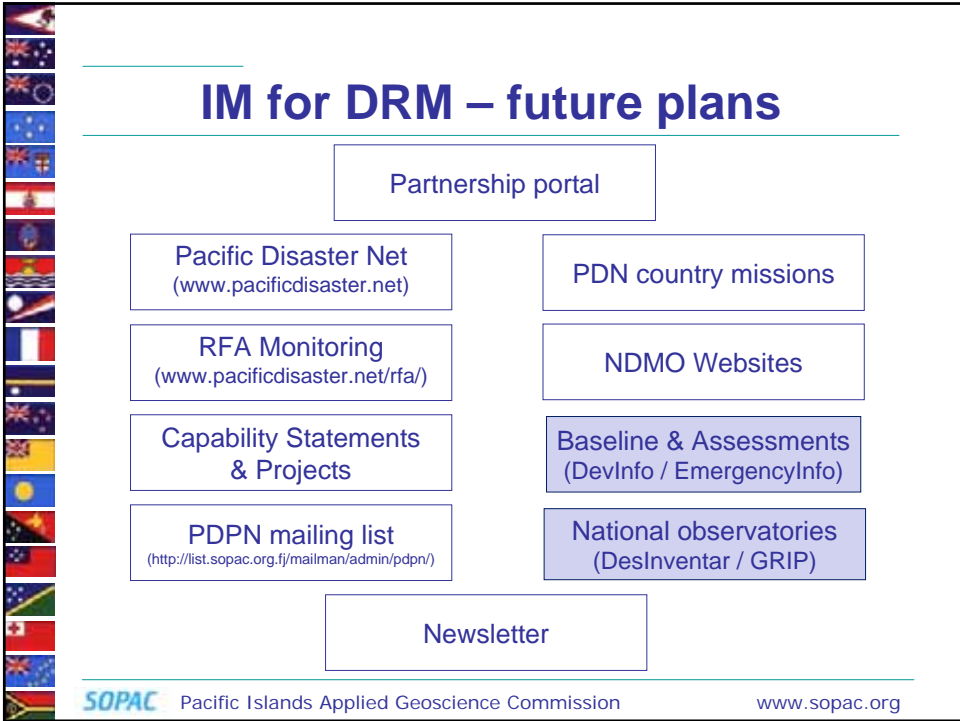 IM for DRM – future plans
Partnership portal
Pacific Disaster Net
(www.pacificdisaster.net)
RFA Monitoring
(www.pacificdisaster.net/rfa/)
Capability Statements
& Projects
PDPN mailing list
(http://list.sopac.org.fj/mailman/admin/pdpn/)
PDN country missions
NDMO Websites
Baseline & Assessments
(DevInfo / EmergencyInfo)
National observatories
(DesInventar / GRIP)
Newsletter
SOPAC Pacific Islands Applied Geoscience Commission www.sopac.org